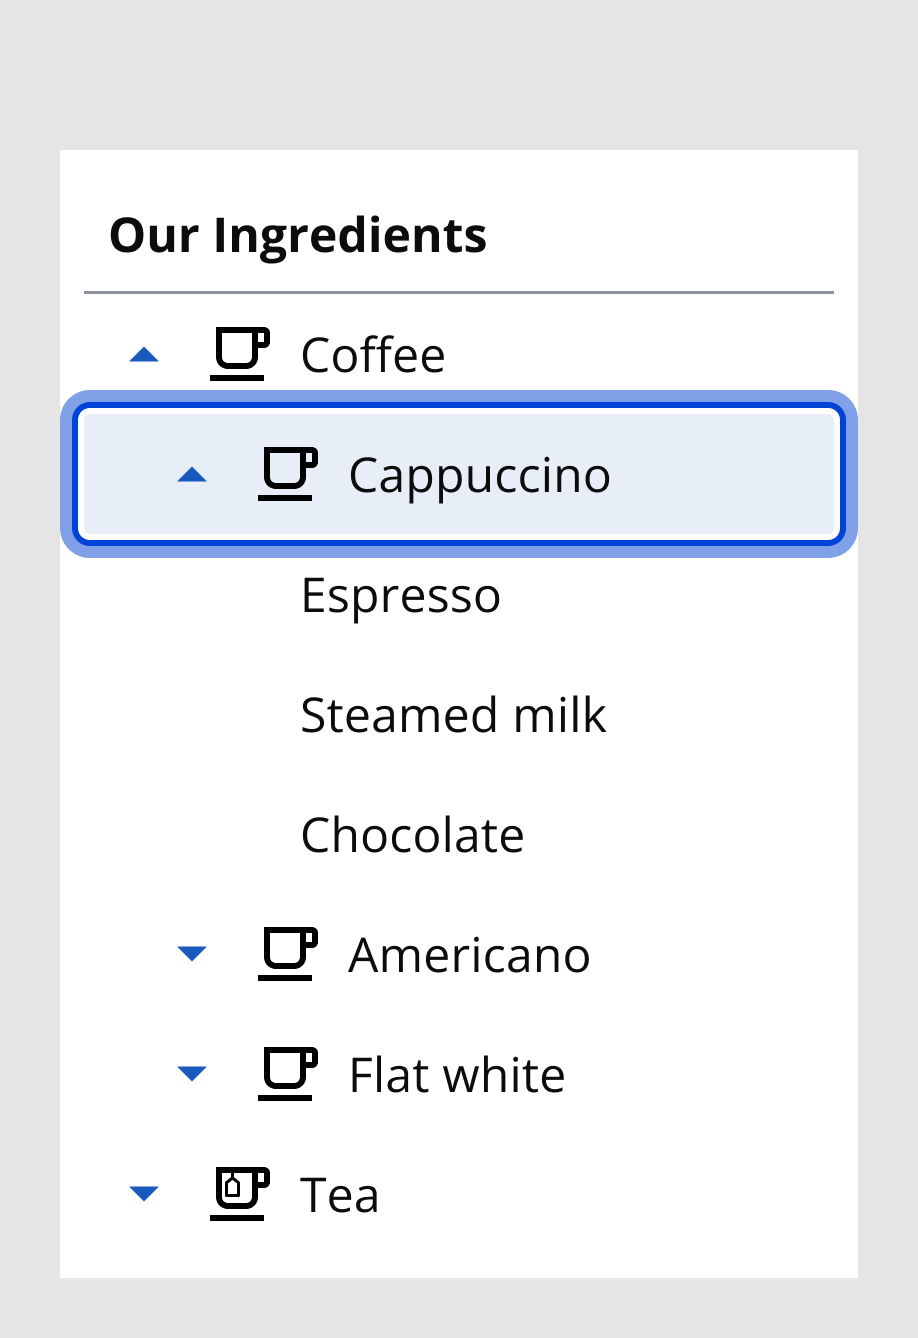 Our Ingredients
Coffee
Cappuccino
Espresso
Steamed milk
Chocolate
Americano
Flat white
Tea